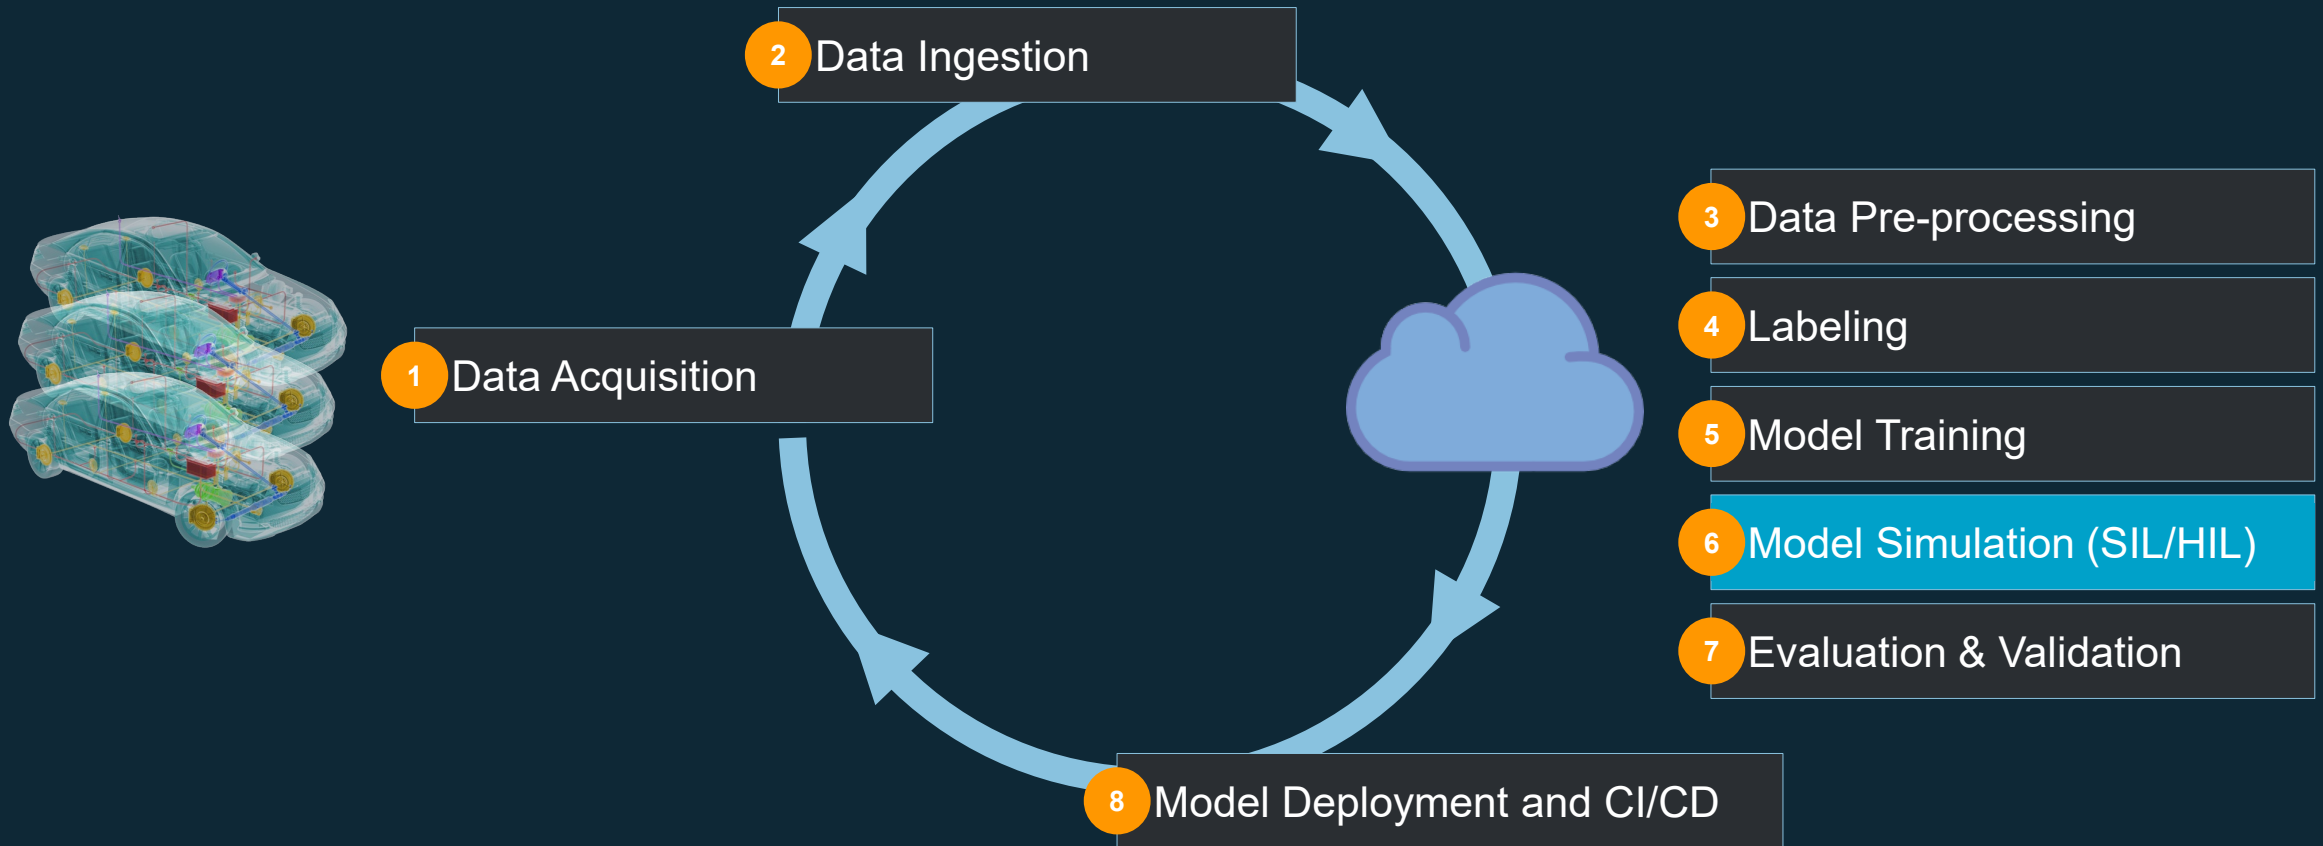 2 Data Ingestion
1 Data Acquisition
3 Data Pre-processing
4 Labeling
5 Model Training
6 Model Simulation (SIL/HIL)
7 Evaluation & Validation
8 Model Deployment and CI/CD